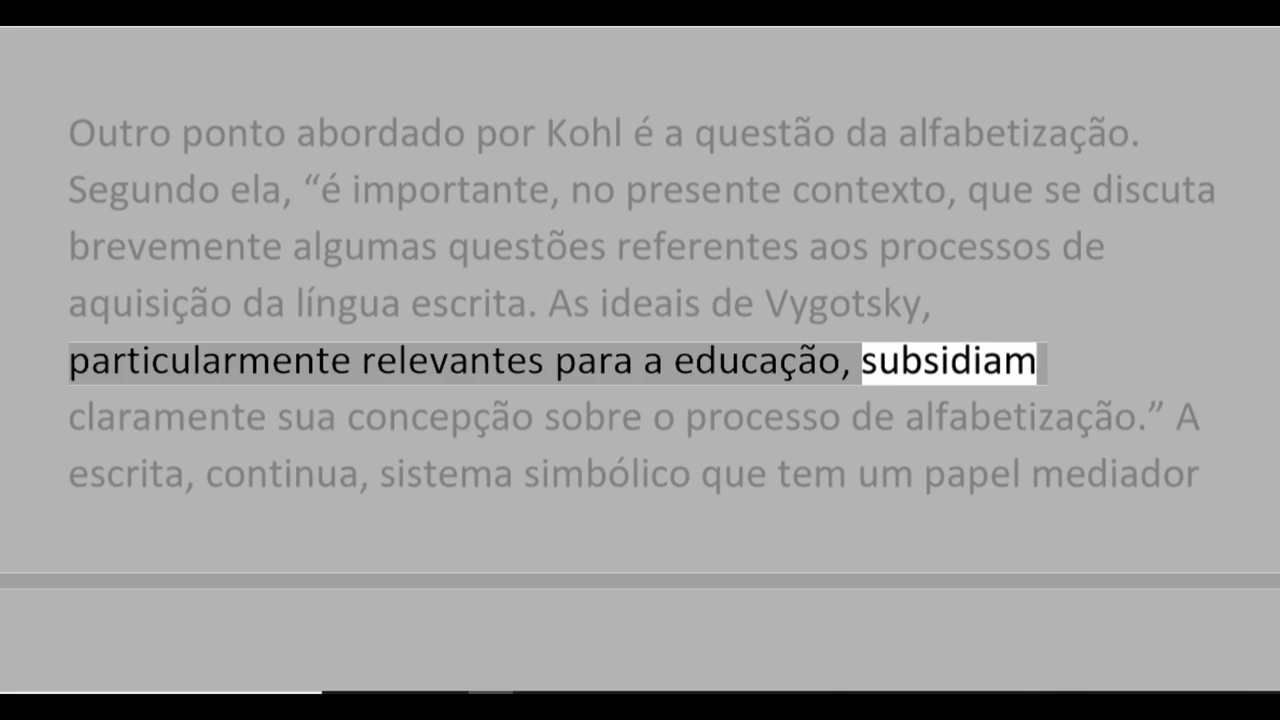 Outro ponto abordado por Kohl é a questão da alfabetização.
Segundo ela, “é importante, no presente contexto, que se discuta
brevemente algumas questões referentes aos processos de
aquisição da língua escrita. As ideais de Vygotsky,
particularmente relevantes para a educação, subsidiam
claramente sua concepção sobre o processo de alfabetização.” A
escrita, continua, sistema simbólico que tem um papel mediador